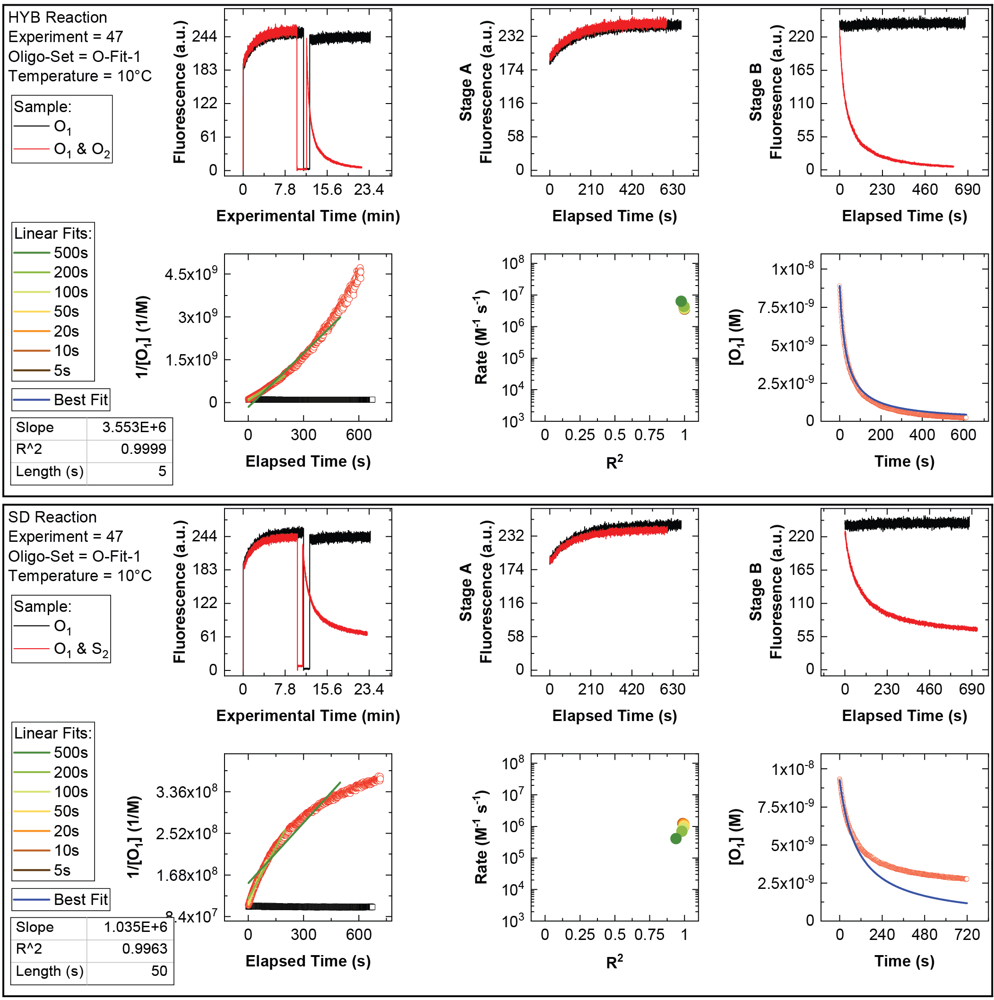 HYB Reaction
Experiment = 47
Oligo-Set = O-Fit-1
Temperature = 10°C
Sample:
O1
O1 & O2
Fluorescence (a.u.)
244
183
122
61
0
0 7.8 15.6 23.4
Experimental Time (min)
Stage A
Fluorescence (a.u.)
232
174
116
58
0
0 210 420 630
Elapsed Time (s)
Stage B
Fluoresence (a.u.)
220
165
110
55
0
0 230 460 690
Elapsed Time (s)
Linear Fits:
500s
200s
100s
50s
20s
10s
5s
Best Fit
Slope 3.553E+6
R^2 0.9999
Length (s) 5
1/[O1] (1/M)
4.5x10^9
3x10^9
1.5x10^9
0
0 300 600
Elapsed Time (s)
Rate (M^-1 s^-1)
10^8
10^7
10^6
10^5
10^4
10^3
0 0.25 0.5 0.75 1
R^2
[O1] (M)
1x10^-8
7.5x10^-9
5x10^-9
2.5x10^-9
0
0 200 400 600
Time (s)
SD Reaction
Experiment = 47
Oligo-Set = O-Fit-1
Temperature = 10°C
Sample:
O1
O1 & S2
Fluorescence (a.u.)
244
183
122
61
0
0 7.8 15.6 23.4
Experimental Time (min)
Stage A
Fluorescence (a.u.)
232
174
116
58
0
0 210 420 630
Elapsed Time (s)
Stage B
Fluoresence (a.u.)
220
165
110
55
0
0 230 460 690
Elapsed Time (s)
Linear Fits:
500s
200s
100s
50s
20s
10s
5s
Best Fit
Slope 1.035E+6
R^2 0.9963
Length (s) 50
1/[O1] (1/M)
3.36x10^8
2.52x10^8
1.68x10^8
8.4x10^7
0 300 600
Elapsed Time (s)
Rate (M^-1 s^-1)
10^8
10^7
10^6
10^5
10^4
10^3
0 0.25 0.5 0.75 1
R^2
[O1] (M)
1x10^-8
7.5x10^-9
5x10^-9
2.5x10^-9
0
0 240 480 720
Time (s)